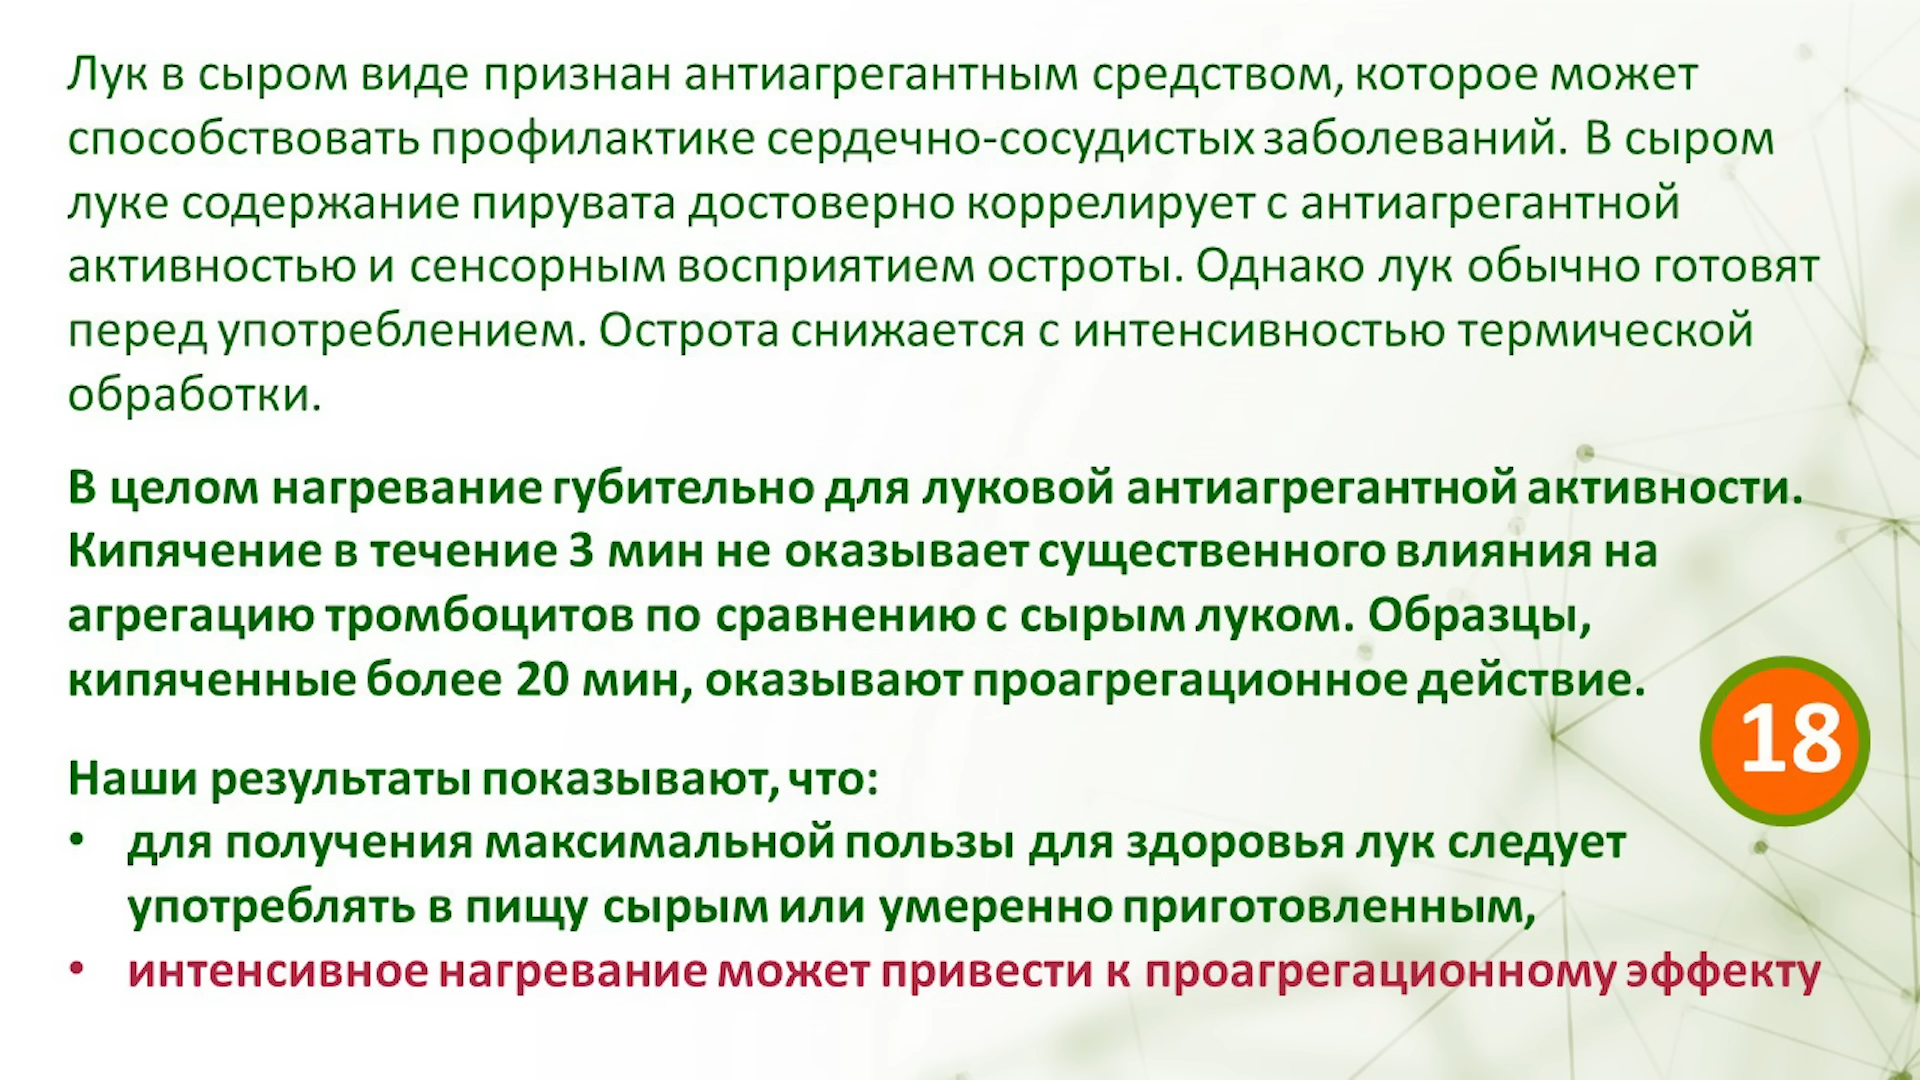 Лук в сыром виде признан антиагрегантным средством, которое может
способствовать профилактике сердечно-сосудистых заболеваний. В сыром
луке содержание пирувата достоверно коррелирует с антиагрегантной
активностью и сенсорным восприятием остроты. Однако лук обычно готовят
перед употреблением. Острота снижается с интенсивностью термической
обработки.
В целом нагревание губительно для луковой антиагрегантной активности.
Кипячение в течение 3 мин не оказывает существенного влияния на
агрегацию тромбоцитов по сравнению с сырым луком. Образцы,
кипяченные более 20 мин, оказывают проагрегационное действие.
18
Наши результаты показывают, что:
• для получения максимальной пользы для здоровья лук следует
употреблять в пищу сырым или умеренно приготовленным,
• интенсивное нагревание может привести к проагрегационному эффекту